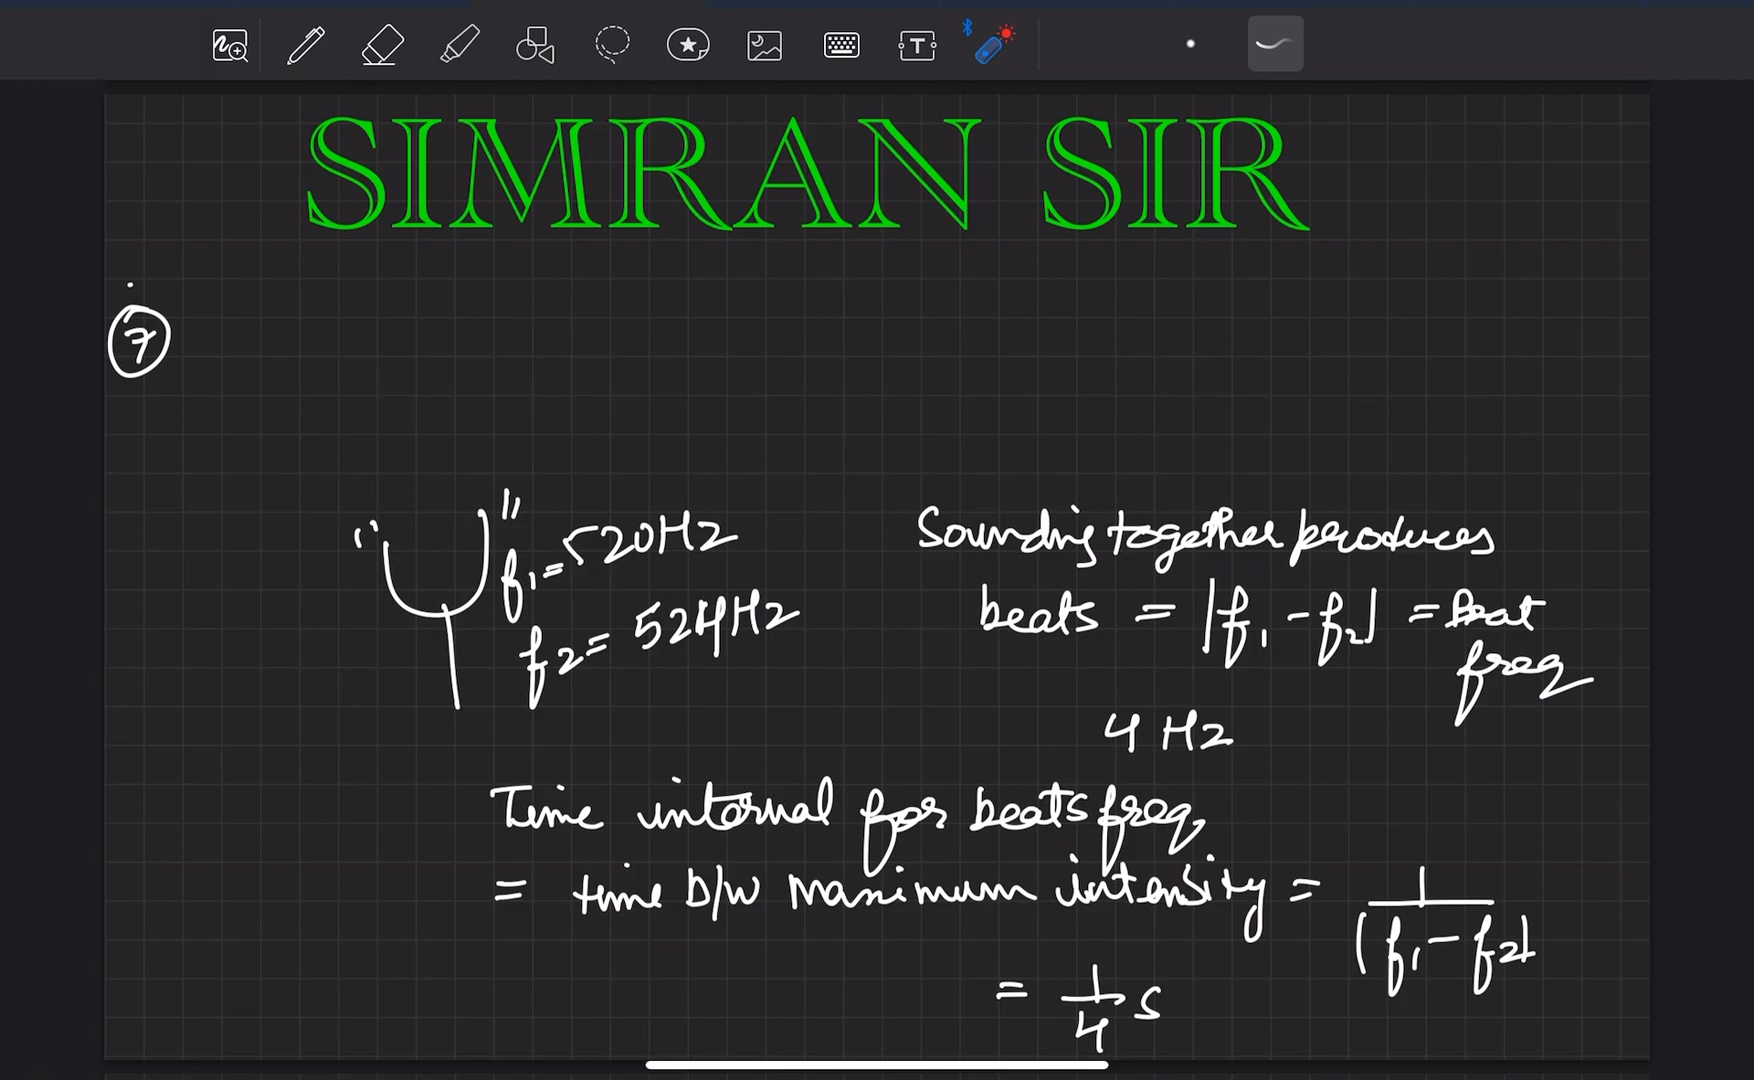 SIMRAN SIR
7
f₁ = 520Hz
f₂ = 524Hz
Sounding together produces
beats = |f₁ - f₂| = Beat
freq
4 Hz
Time interval for beats freq
= time b/w maximum intensity = 1/|f₁ - f₂|
= 1/4 s